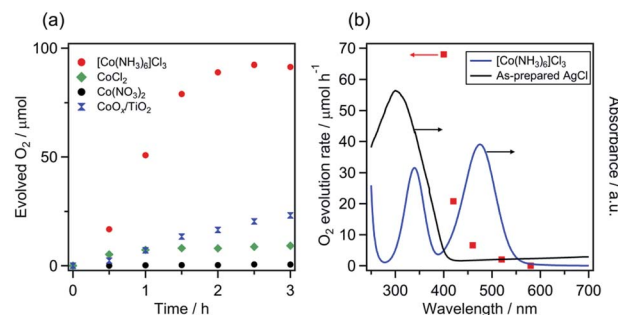 (a)
100
50
0
Evolved O2 / μmol
[Co(NH3)6]Cl3
CoCl2
Co(NO3)2
CoOx/TiO2
0
1
2
3
Time / h
(b)
70
60
50
40
30
20
10
0
O2 evolution rate / μmol h-1
[Co(NH3)6]Cl3
As-prepared AgCl
Absorbance / a.u.
300
400
500
600
700
Wavelength / nm